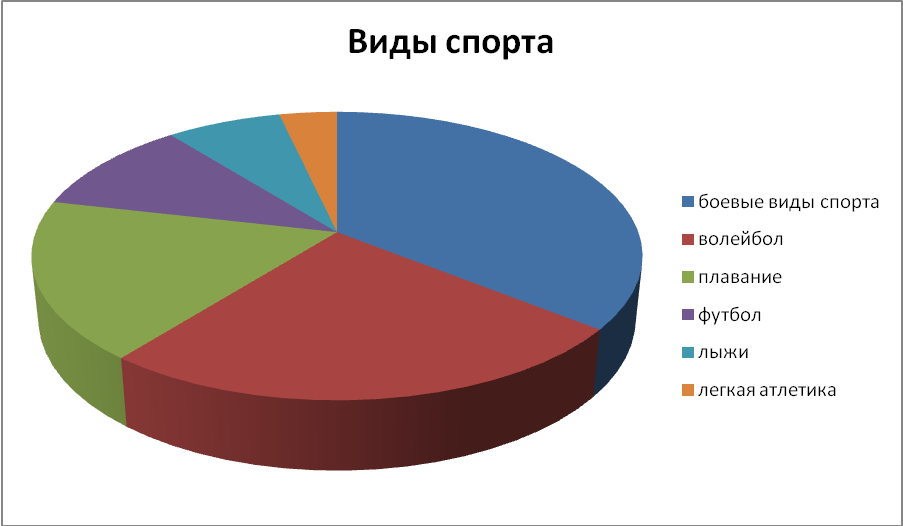 Виды спорта
боевые виды спорта
волейбол
плавание
футбол
лыжи
легкая атлетика